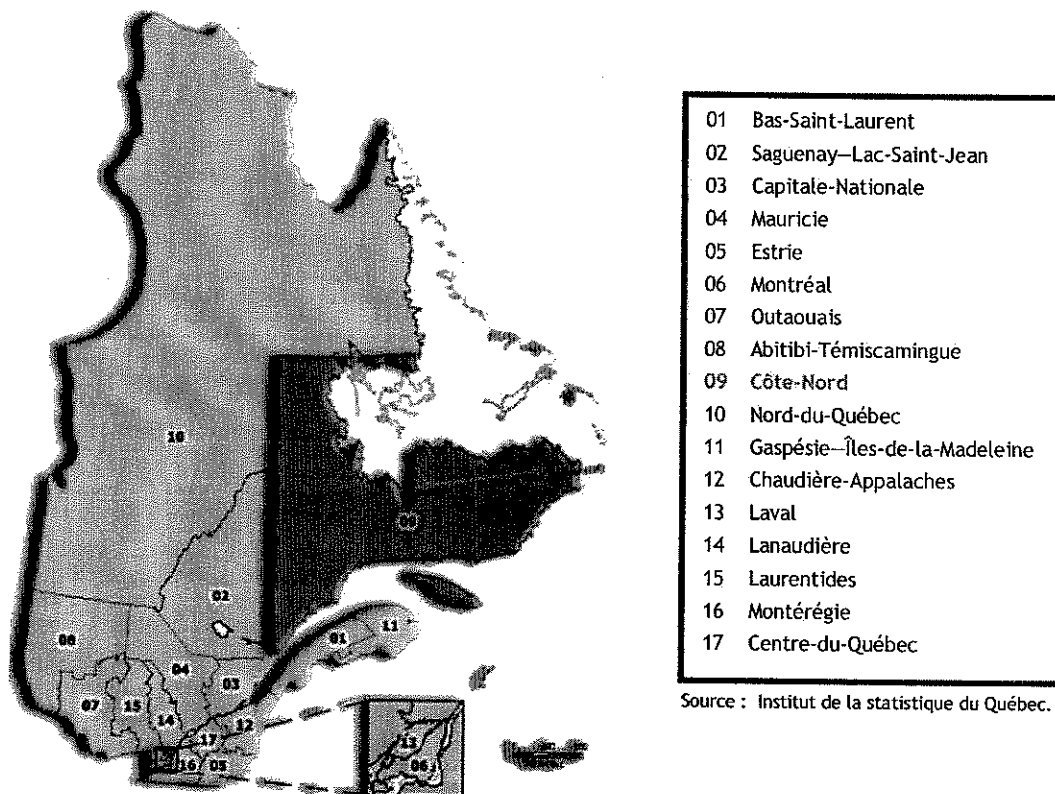 10
09
02
08
01
11
04
03
07
15
14
12
17
16
05
13
06
01 Bas-Saint-Laurent
02 Saguenay—Lac-Saint-Jean
03 Capitale-Nationale
04 Mauricie
05 Estrie
06 Montréal
07 Outaouais
08 Abitibi-Témiscamingue
09 Côte-Nord
10 Nord-du-Québec
11 Gaspésie—Îles-de-la-Madeleine
12 Chaudière-Appalaches
13 Laval
14 Lanaudière
15 Laurentides
16 Montérégie
17 Centre-du-Québec
Source : Institut de la statistique du Québec.